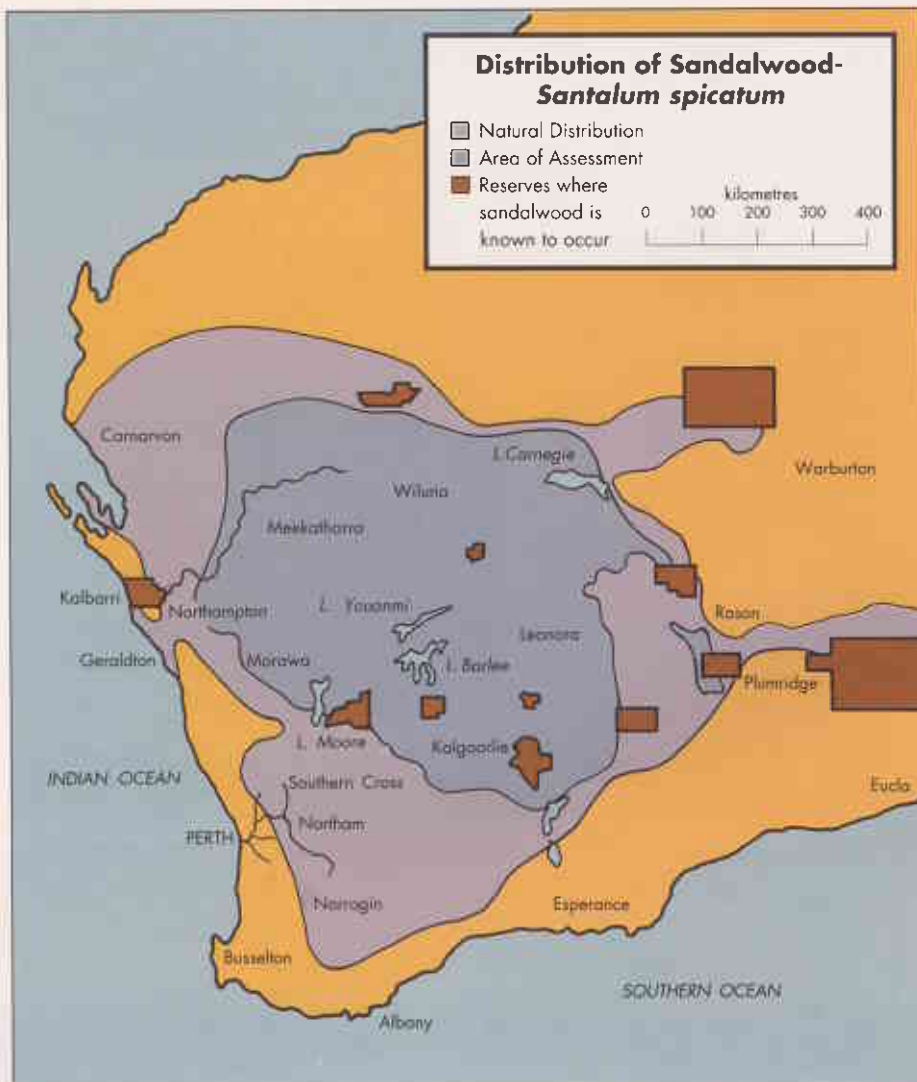 Distribution of Sandalwood-
Santalum spicatum
Natural Distribution
Area of Assessment
Reserves where
sandalwood is
known to occur
kilometres
0 100 200 300 400
Carnarvon
L. Carnegie
Warburton
Wiluna
Meekatharra
Kalbarri
Northampton
L. Youanmi
Leonora
Rason
Geraldton
Morawa
L. Barlee
Plumridge
L. Moore
Kalgoorlie
INDIAN OCEAN
Southern Cross
Eucla
Northam
PERTH
Narrogin
Esperance
Busselton
SOUTHERN OCEAN
Albany